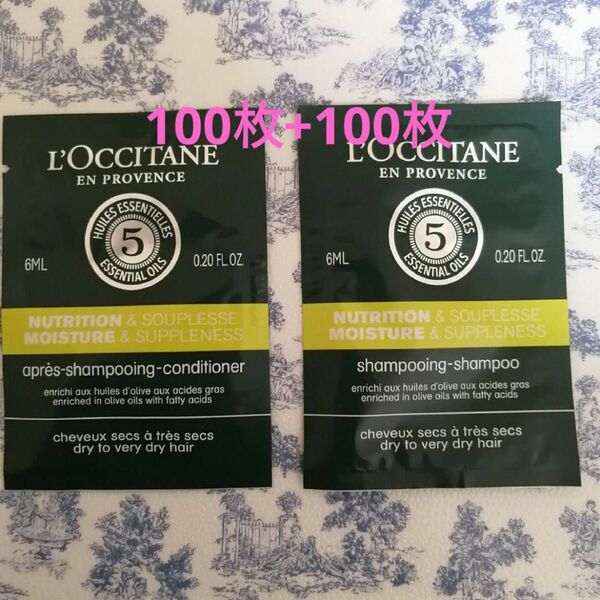 100枚+100枚
L'OCCITANE
EN PROVENCE
HUILES ESSENTIELLES
5
ESSENTIAL OILS
6ML
0.20 FL.OZ.
NUTRITION & SOUPLESSE
MOISTURE & SUPPLENESS
après-shampooing-conditioner
enrichi aux huiles d'olive aux acides gras
enriched in olive oils with fatty acids
cheveux secs à très secs
dry to very dry hair
L'OCCITANE
EN PROVENCE
HUILES ESSENTIELLES
5
ESSENTIAL OILS
6ML
0.20 FL.OZ.
NUTRITION & SOUPLESSE
MOISTURE & SUPPLENESS
shampooing-shampoo
enrichi aux huiles d'olive aux acides gras
enriched in olive oils with fatty acids
cheveux secs à très secs
dry to very dry hair